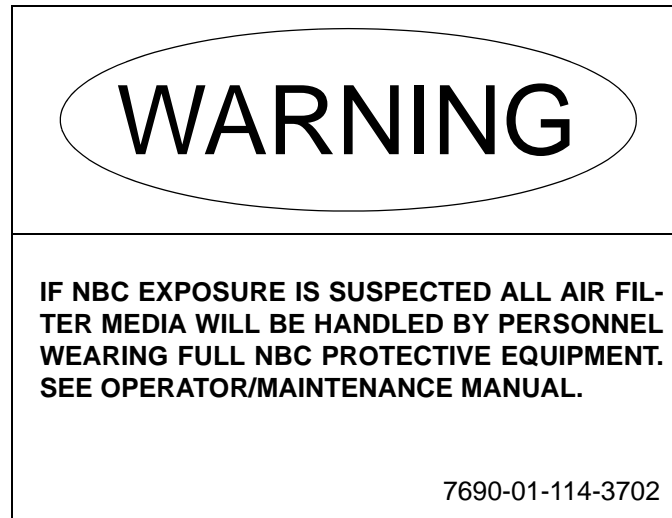 WARNING
IF NBC EXPOSURE IS SUSPECTED ALL AIR FIL-
TER MEDIA WILL BE HANDLED BY PERSONNEL
WEARING FULL NBC PROTECTIVE EQUIPMENT.
SEE OPERATOR/MAINTENANCE MANUAL.
7690-01-114-3702